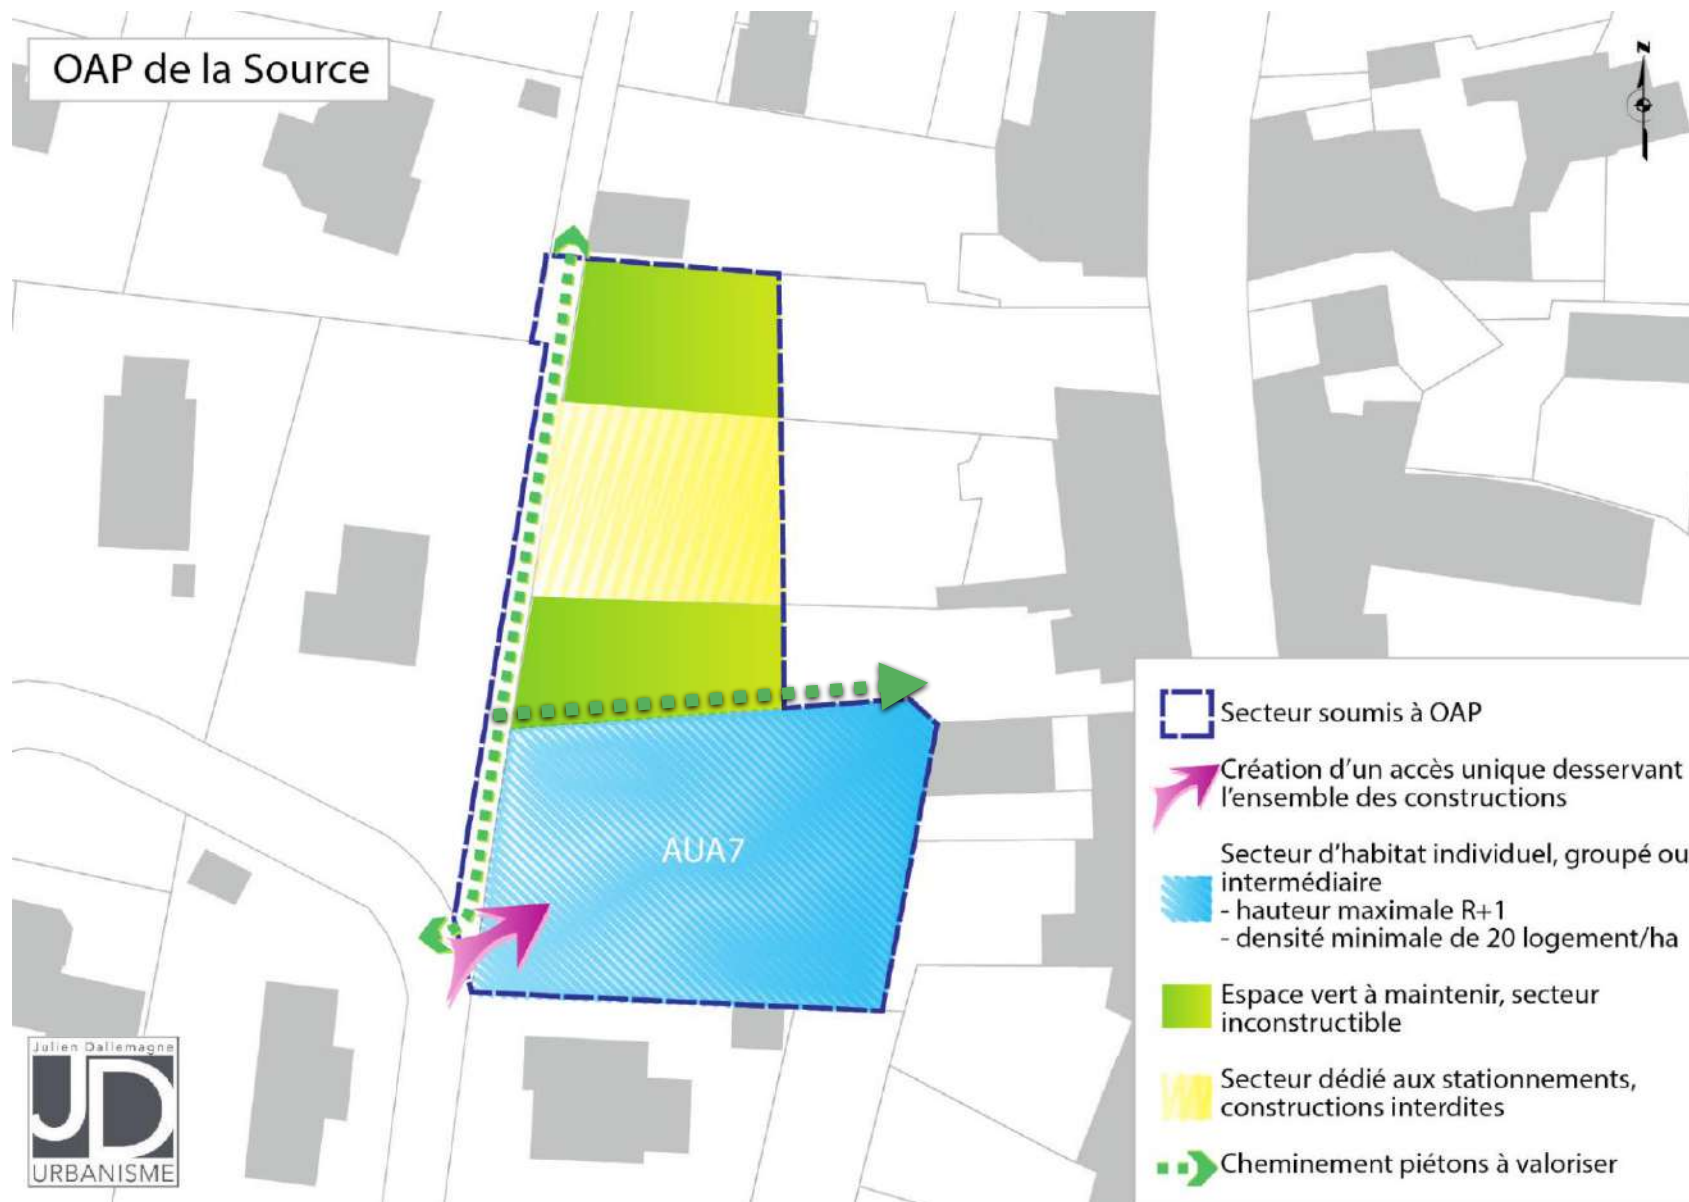 OAP de la Source
Z
AUA7
Secteur soumis à OAP
Création d'un accès unique desservant
l'ensemble des constructions
Secteur d'habitat individuel, groupé ou
intermédiaire
- hauteur maximale R+1
- densité minimale de 20 logement/ha
Espace vert à maintenir, secteur
inconstructible
Secteur dédié aux stationnements,
constructions interdites
Cheminement piétons à valoriser
Julien Dallemagne
JD
URBANISME